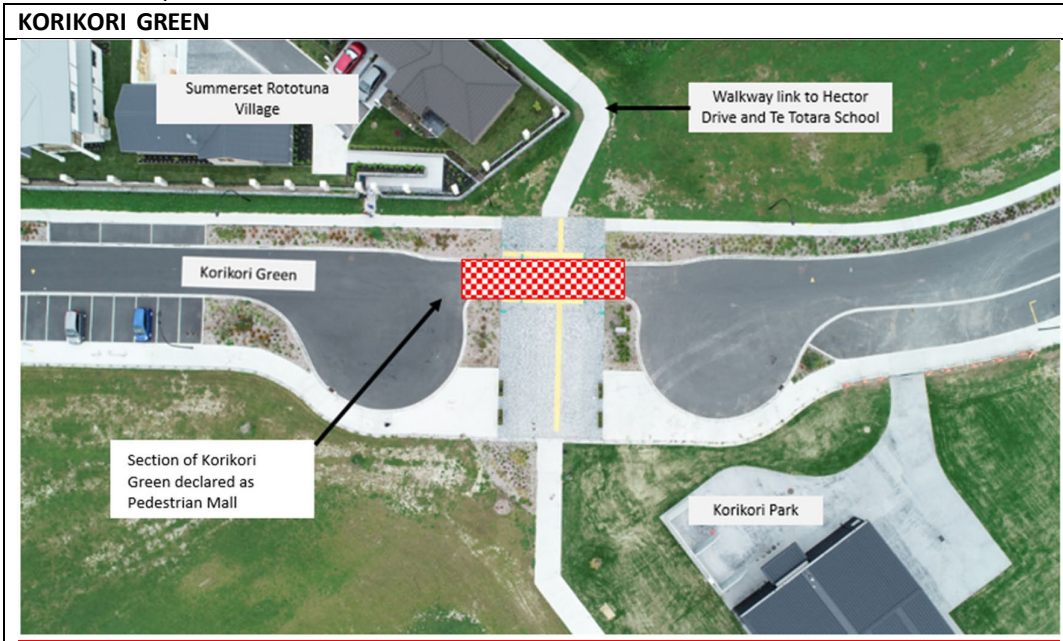 KORIKORI GREEN
Summerset Rototuna
Village
Walkway link to Hector
Drive and Te Totara School
Korikori Green
Section of Korikori
Green declared as
Pedestrian Mall
Korikori Park